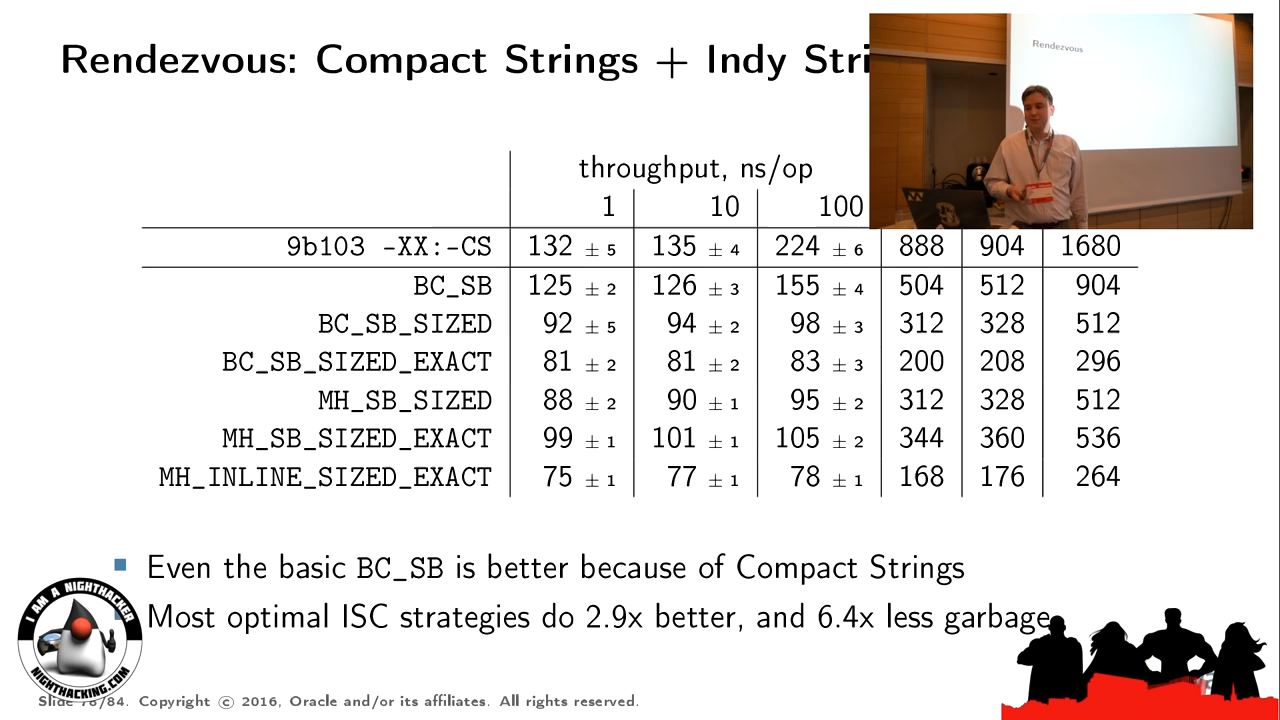 Rendezvous: Compact Strings + Indy Stri
Rendezvous
throughput, ns/op
1 10 100
9b103 -XX:-CS 132 ± 5 135 ± 4 224 ± 6 888 904 1680
BC_SB 125 ± 2 126 ± 3 155 ± 4 504 512 904
BC_SB_SIZED 92 ± 5 94 ± 2 98 ± 3 312 328 512
BC_SB_SIZED_EXACT 81 ± 2 81 ± 2 83 ± 3 200 208 296
MH_SB_SIZED 88 ± 2 90 ± 1 95 ± 2 312 328 512
MH_SB_SIZED_EXACT 99 ± 1 101 ± 1 105 ± 2 344 360 536
MH_INLINE_SIZED_EXACT 75 ± 1 77 ± 1 78 ± 1 168 176 264
Even the basic BC_SB is better because of Compact Strings
Most optimal ISC strategies do 2.9x better, and 6.4x less garbage
I AM A NIGHTHACKER
NIGHTHACKING.COM
Slide 78/84. Copyright © 2016, Oracle and/or its affiliates. All rights reserved.